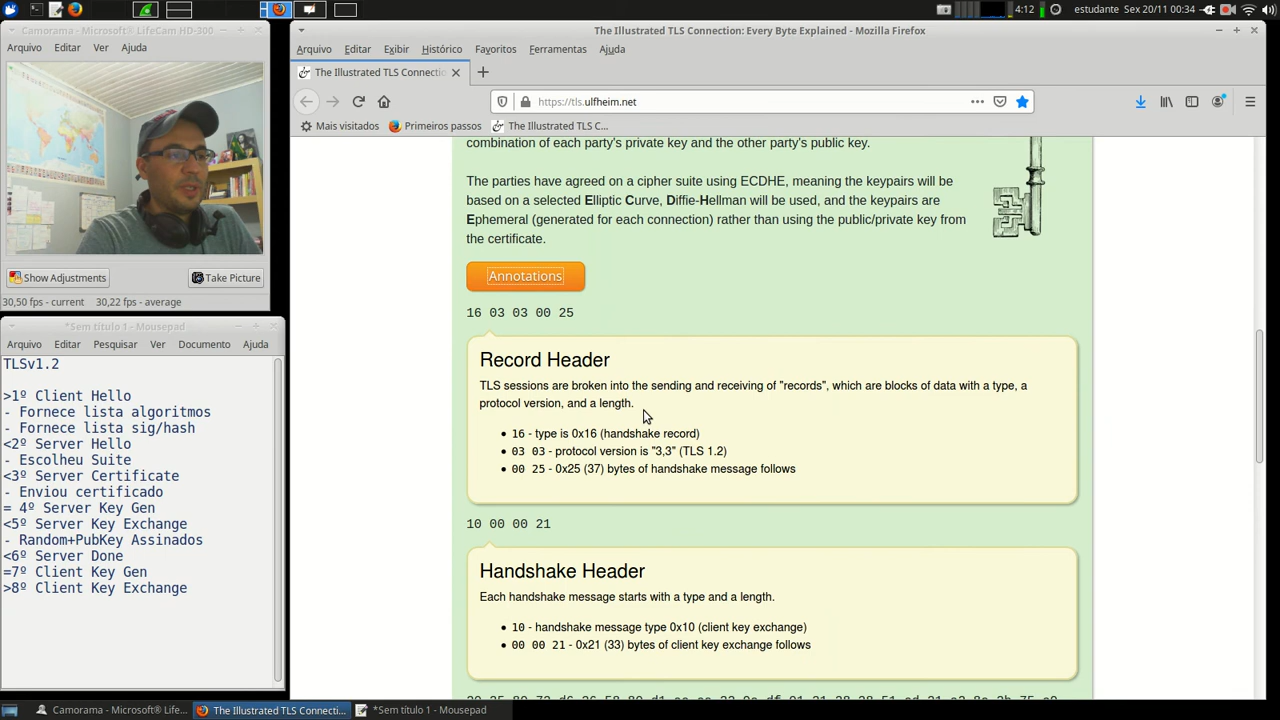 4:12 estudante Sex 20/11 00:34
Camorama - Microsoft® LifeCam HD-300
Arquivo Editar Ver Ajuda
Show Adjustments Take Picture
30,50 fps - current 30,22 fps - average
*Sem título 1 - Mousepad
Arquivo Editar Pesquisar Ver Documento Ajuda
TLSv1.2
>1º Client Hello
- Fornece lista algoritmos
- Fornece lista sig/hash
<2º Server Hello
- Escolheu Suite
<3º Server Certificate
- Enviou certificado
= 4º Server Key Gen
<5º Server Key Exchange
- Random+PubKey Assinados
<6º Server Done
=7º Client Key Gen
>8º Client Key Exchange
The Illustrated TLS Connection: Every Byte Explained - Mozilla Firefox
Arquivo Editar Exibir Histórico Favoritos Ferramentas Ajuda
The Illustrated TLS Connectio
https://tls.ulfheim.net
Mais visitados Primeiros passos The Illustrated TLS C...
combination of each party's private key and the other party's public key.
The parties have agreed on a cipher suite using ECDHE, meaning the keypairs will be
based on a selected Elliptic Curve, Diffie-Hellman will be used, and the keypairs are
Ephemeral (generated for each connection) rather than using the public/private key from
the certificate.
Annotations
16 03 03 00 25
Record Header
TLS sessions are broken into the sending and receiving of "records", which are blocks of data with a type, a
protocol version, and a length.
• 16 - type is 0x16 (handshake record)
• 03 03 - protocol version is "3,3" (TLS 1.2)
• 00 25 - 0x25 (37) bytes of handshake message follows
10 00 00 21
Handshake Header
Each handshake message starts with a type and a length.
• 10 - handshake message type 0x10 (client key exchange)
• 00 00 21 - 0x21 (33) bytes of client key exchange follows
Camorama - Microsoft® LifeC... The Illustrated TLS Connecti... *Sem título 1 - Mousepad